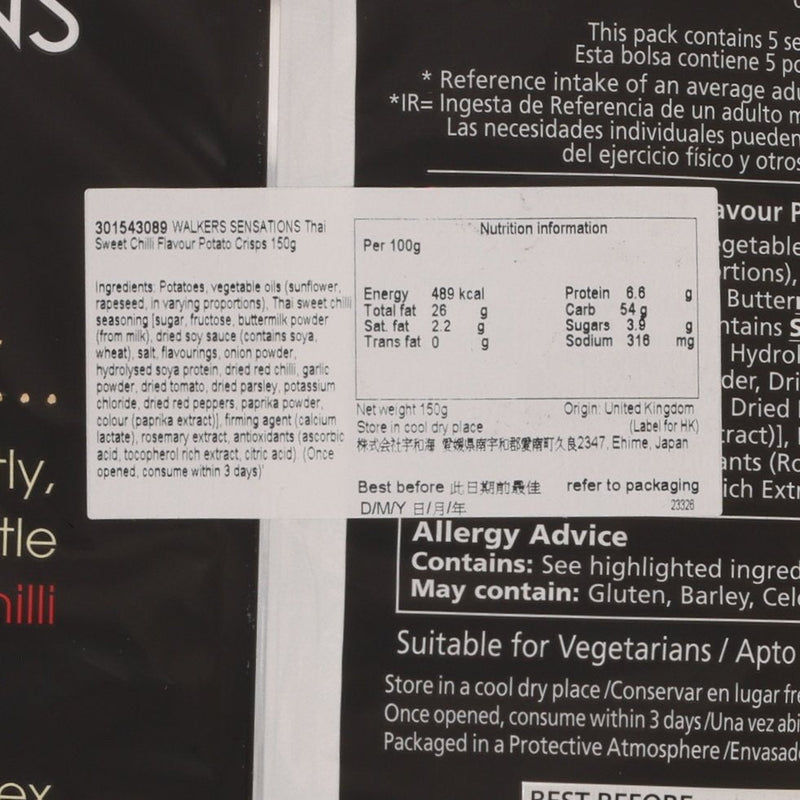 NS
This pack contains 5
Esta bolsa contiene 5
* Reference intake of an average
*IR= Ingesta de Referencia de un adulto
Las necesidades individuales pueden
del ejercicio físico y otros
301543089 WALKERS SENSATIONS Thai
Sweet Chilli Flavour Potato Crisps 150g
Ingredients: Potatoes, vegetable oils (sunflower,
rapeseed, in varying proportions), Thai sweet chilli
seasoning [sugar, fructose, buttermilk powder
(from milk), dried soy sauce (contains soya,
wheat), salt, flavourings, onion powder,
hydrolysed soya protein, dried red chilli, garlic
powder, dried tomato, dried parsley, potassium
chloride, dried red peppers, paprika powder,
colour (paprika extract)], firming agent (calcium
lactate), rosemary extract, antioxidants (ascorbic
acid, tocopherol rich extract, citric acid). (Once
opened, consume within 3 days)'
Nutrition information
Per 100g
Energy 489 kcal Protein 6.6 g
Total fat 26 g Carb 54 g
Sat. fat 2.2 g Sugars 3.9 g
Trans fat 0 g Sodium 316 mg
Net weight 150g Origin: United Kingdom
Store in cool dry place (Label for HK)
株式会社宇和海 愛媛県南宇和郡愛南町久良2347, Ehime, Japan
Best before 此日期前最佳 refer to packaging
D/M/Y 日/月/年 23326
avour P
egetable
rtions),
Butter
ntains S
Hydrol
der, Dri
Dried
tract)],
ants (Ro
ich Extr
tly,
tle
hilli
ex
Allergy Advice
Contains: See highlighted ingred
May contain: Gluten, Barley, Cel
Suitable for Vegetarians / Apto
Store in a cool dry place /Conservar en lugar fr
Once opened, consume within 3 days /Una vez abi
Packaged in a Protective Atmosphere /Envasad
BEST BEFORE